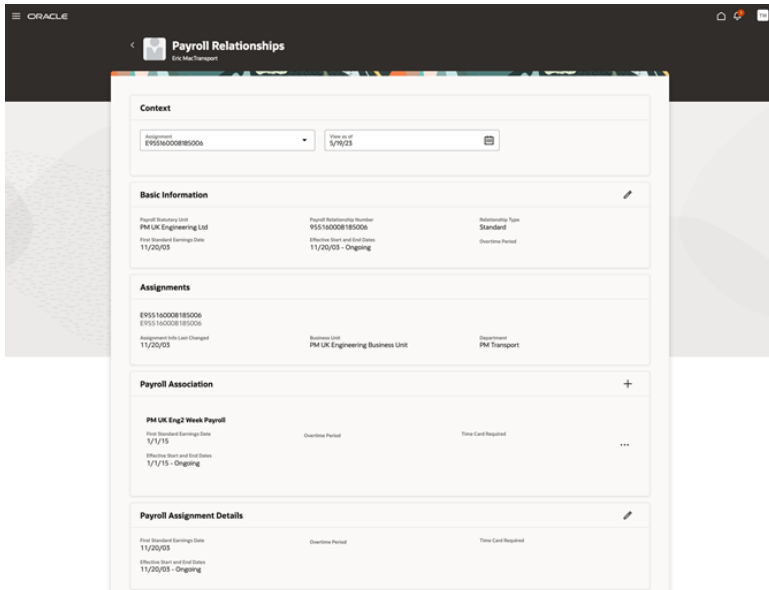 ORACLE
TM
Payroll Relationships
Eric MacTransport
Context
Assignment
E955160008185006
View as of
5/19/23
Basic Information
Payroll Statutory Unit
PM UK Engineering Ltd
Payroll Relationship Number
955160008185006
Relationship Type
Standard
First Standard Earnings Date
11/20/03
Effective Start and End Dates
11/20/03 - Ongoing
Overtime Period
Assignments
E955160008185006
E955160008185006
Assignment Info Last Changed
11/20/03
Business Unit
PM UK Engineering Business Unit
Department
PM Transport
Payroll Association
PM UK Eng2 Week Payroll
First Standard Earnings Date
1/1/15
Overtime Period
Time Card Required
Effective Start and End Dates
1/1/15 - Ongoing
Payroll Assignment Details
First Standard Earnings Date
11/20/03
Overtime Period
Time Card Required
Effective Start and End Dates
11/20/03 - Ongoing